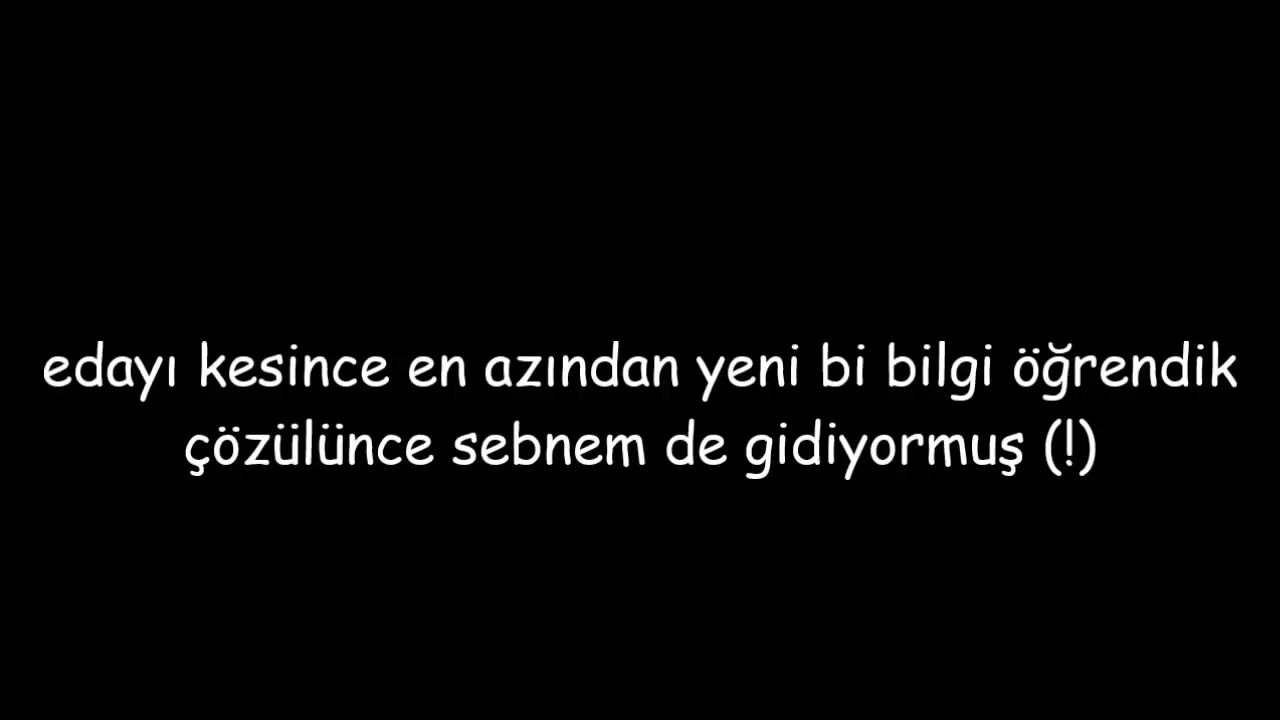 edayı kesince en azından yeni bi bilgi öğrendik
çözülünce sebnem de gidiyormuş (!)